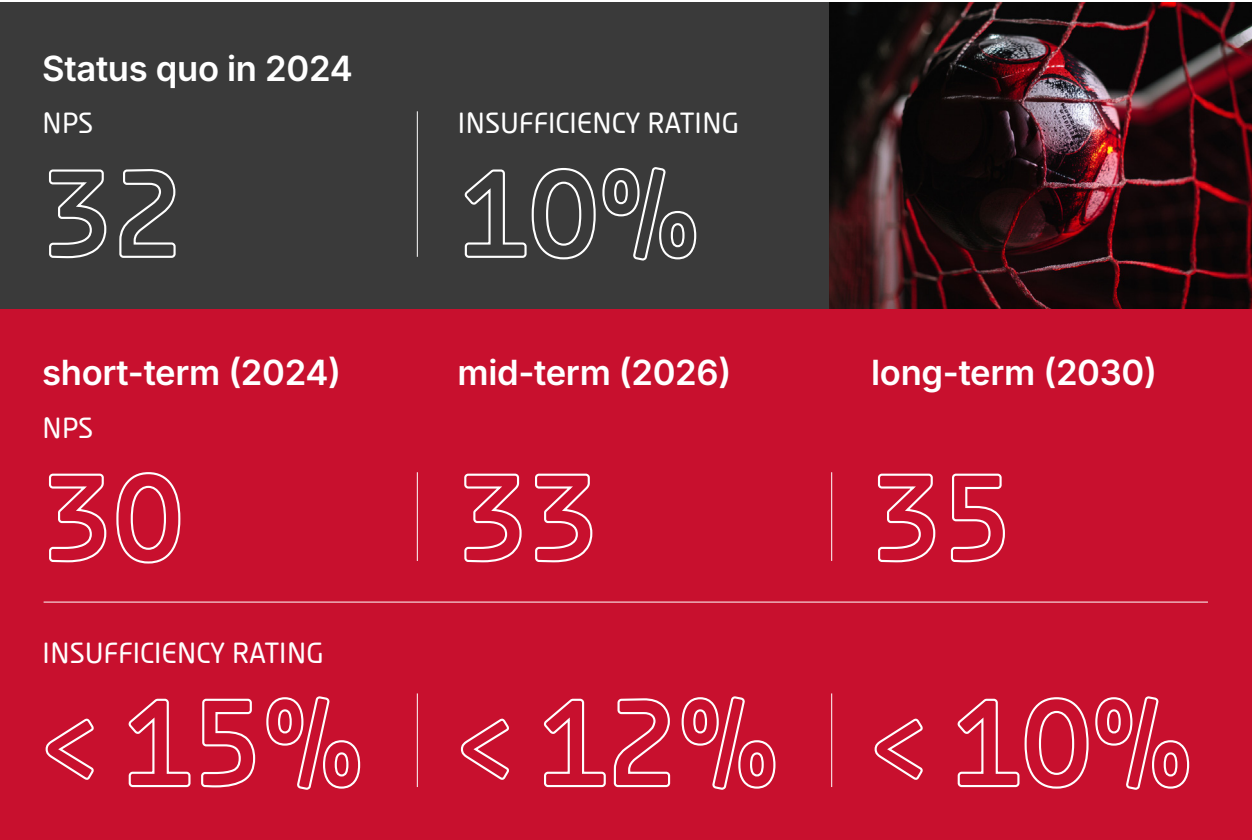 Status quo in 2024
NPS
32
INSUFFICIENCY RATING
10%
short-term (2024)
mid-term (2026)
long-term (2030)
NPS
30
33
35
INSUFFICIENCY RATING
< 15%
< 12%
< 10%